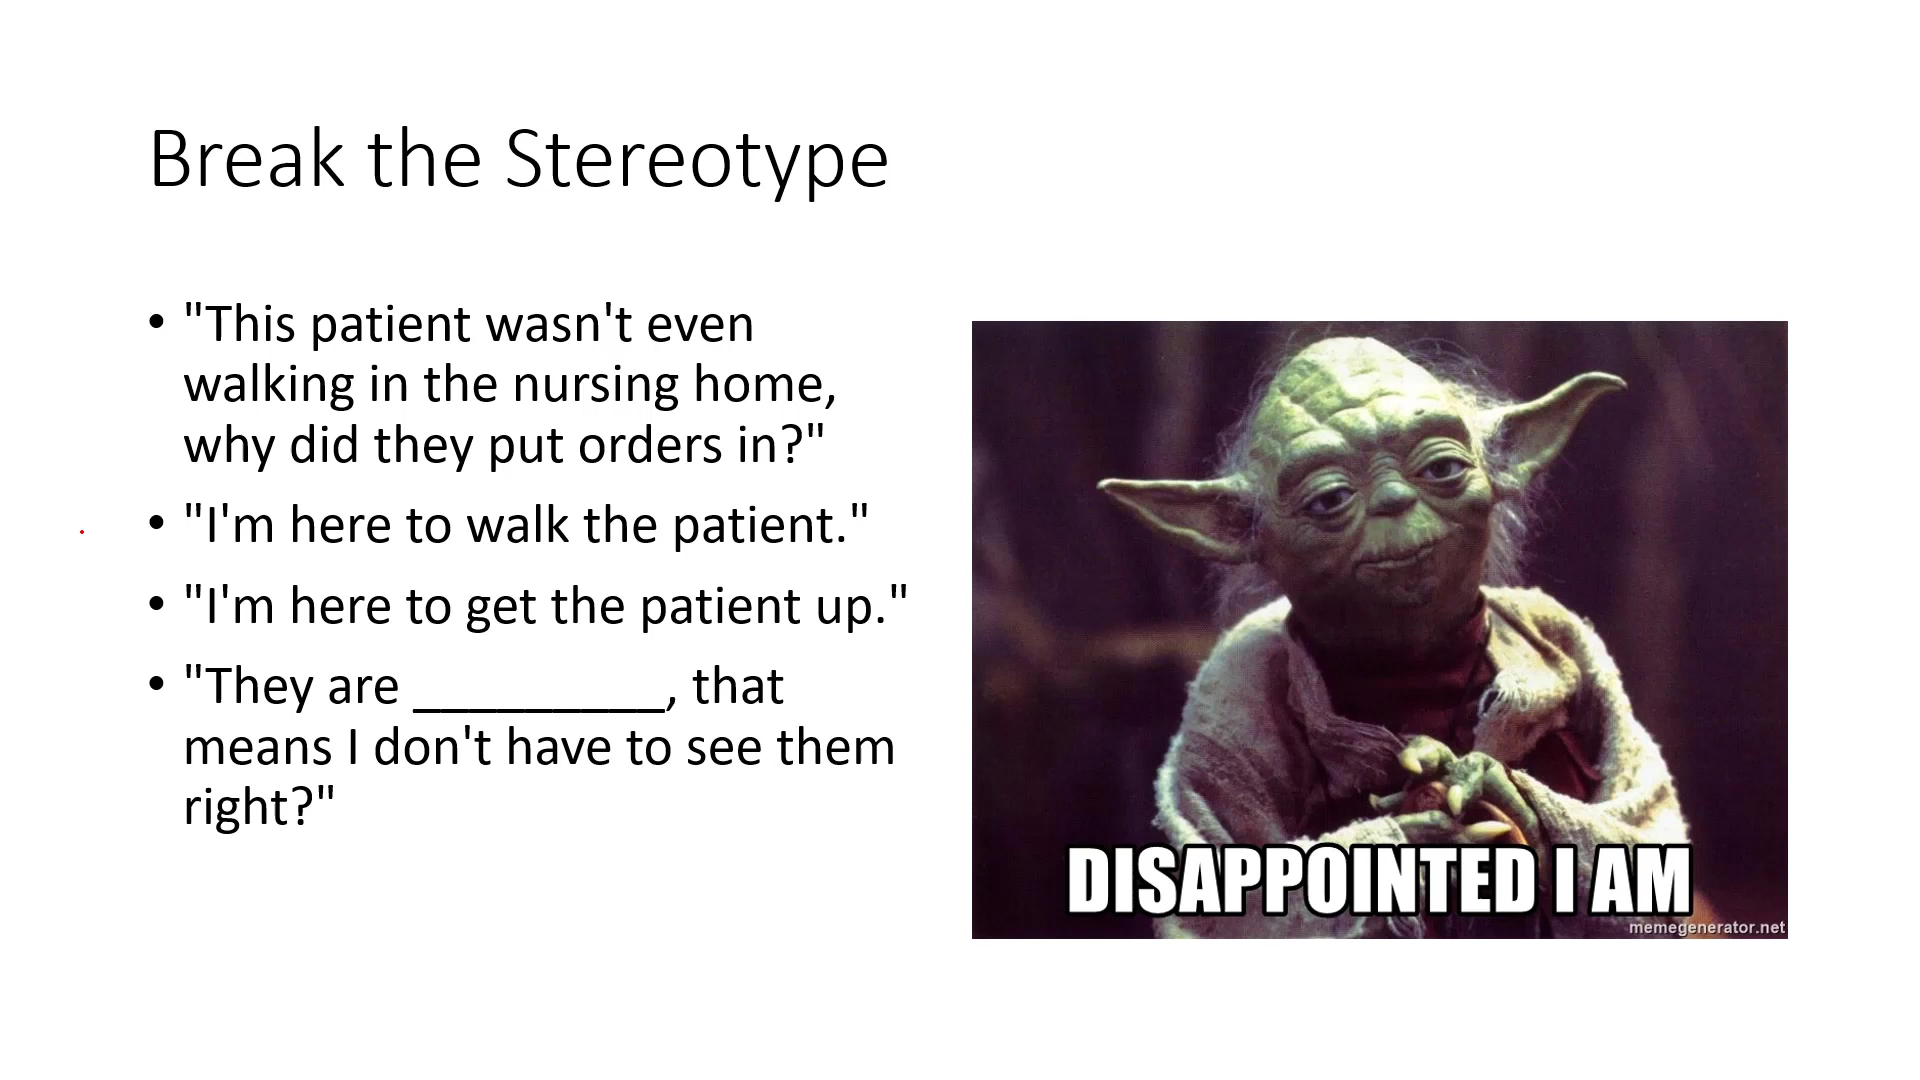 Break the Stereotype
• "This patient wasn't even
walking in the nursing home,
why did they put orders in?"
• "I'm here to walk the patient."
• "I'm here to get the patient up."
• "They are _________, that
means I don't have to see them
right?"
DISAPPOINTED I AM
memegenerator.net